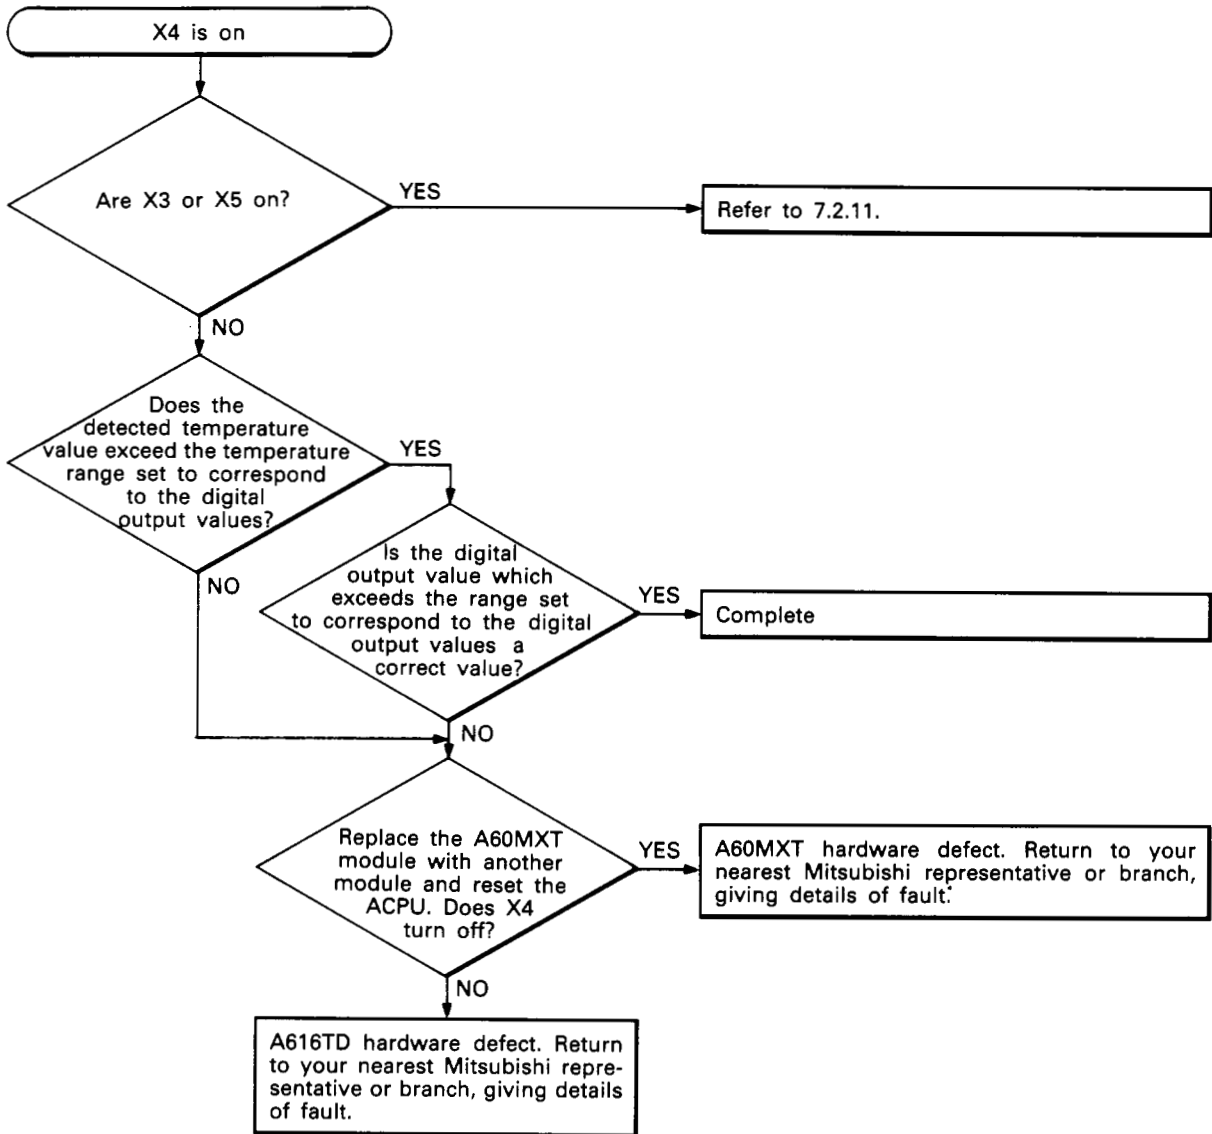 X4 is on
Are X3 or X5 on?
YES
Refer to 7.2.11.
NO
Does the
detected temperature
value exceed the temperature
range set to correspond
to the digital
output values?
YES
NO
Is the digital
output value which
exceeds the range set
to correspond to the digital
output values a
correct value?
YES
Complete
NO
Replace the A60MXT
module with another
module and reset the
ACPU. Does X4
turn off?
YES
A60MXT hardware defect. Return to your
nearest Mitsubishi representative or branch,
giving details of fault.
NO
A616TD hardware defect. Return
to your nearest Mitsubishi repre-
sentative or branch, giving details
of fault.